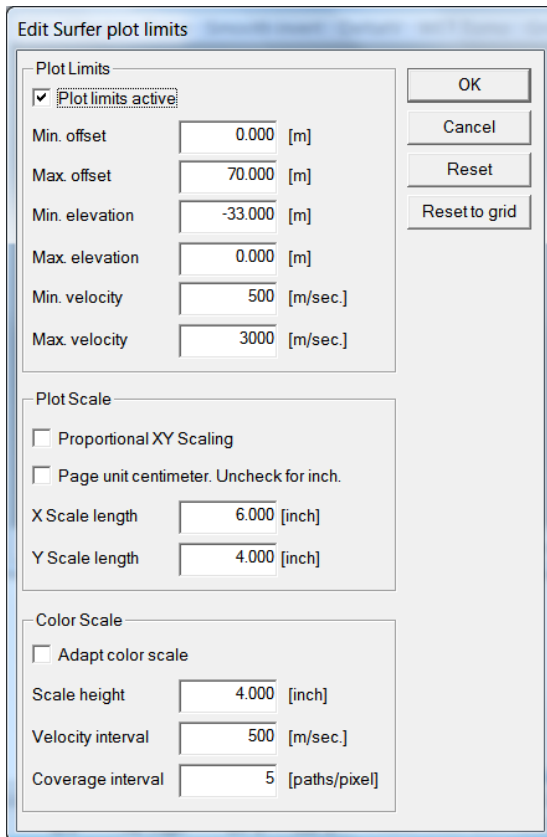 Edit Surfer plot limits
Plot Limits
Plot limits active
Min. offset 0.000 [m]
Max. offset 70.000 [m]
Min. elevation -33.000 [m]
Max. elevation 0.000 [m]
Min. velocity 500 [m/sec.]
Max. velocity 3000 [m/sec.]
Plot Scale
Proportional XY Scaling
Page unit centimeter. Uncheck for inch.
X Scale length 6.000 [inch]
Y Scale length 4.000 [inch]
Color Scale
Adapt color scale
Scale height 4.000 [inch]
Velocity interval 500 [m/sec.]
Coverage interval 5 [paths/pixel]
OK
Cancel
Reset
Reset to grid